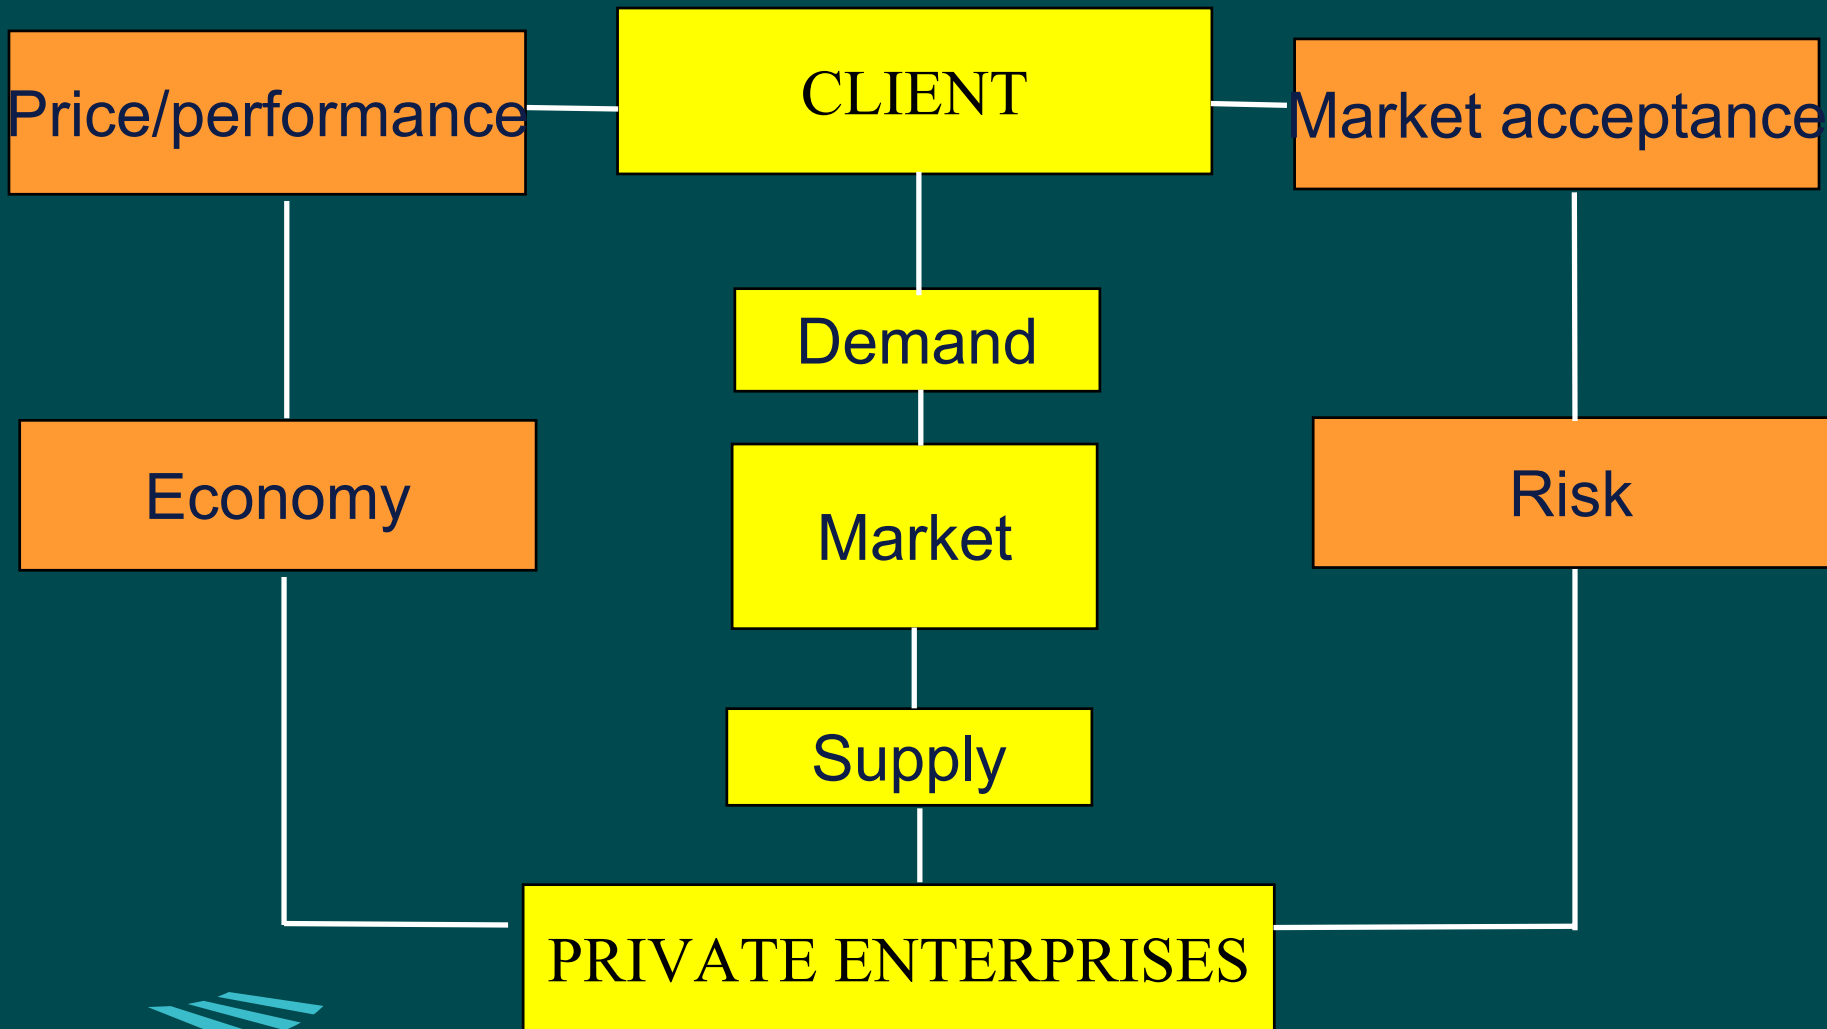 Price/performance
CLIENT
Market acceptance
Demand
Economy
Market
Risk
Supply
PRIVATE ENTERPRISES